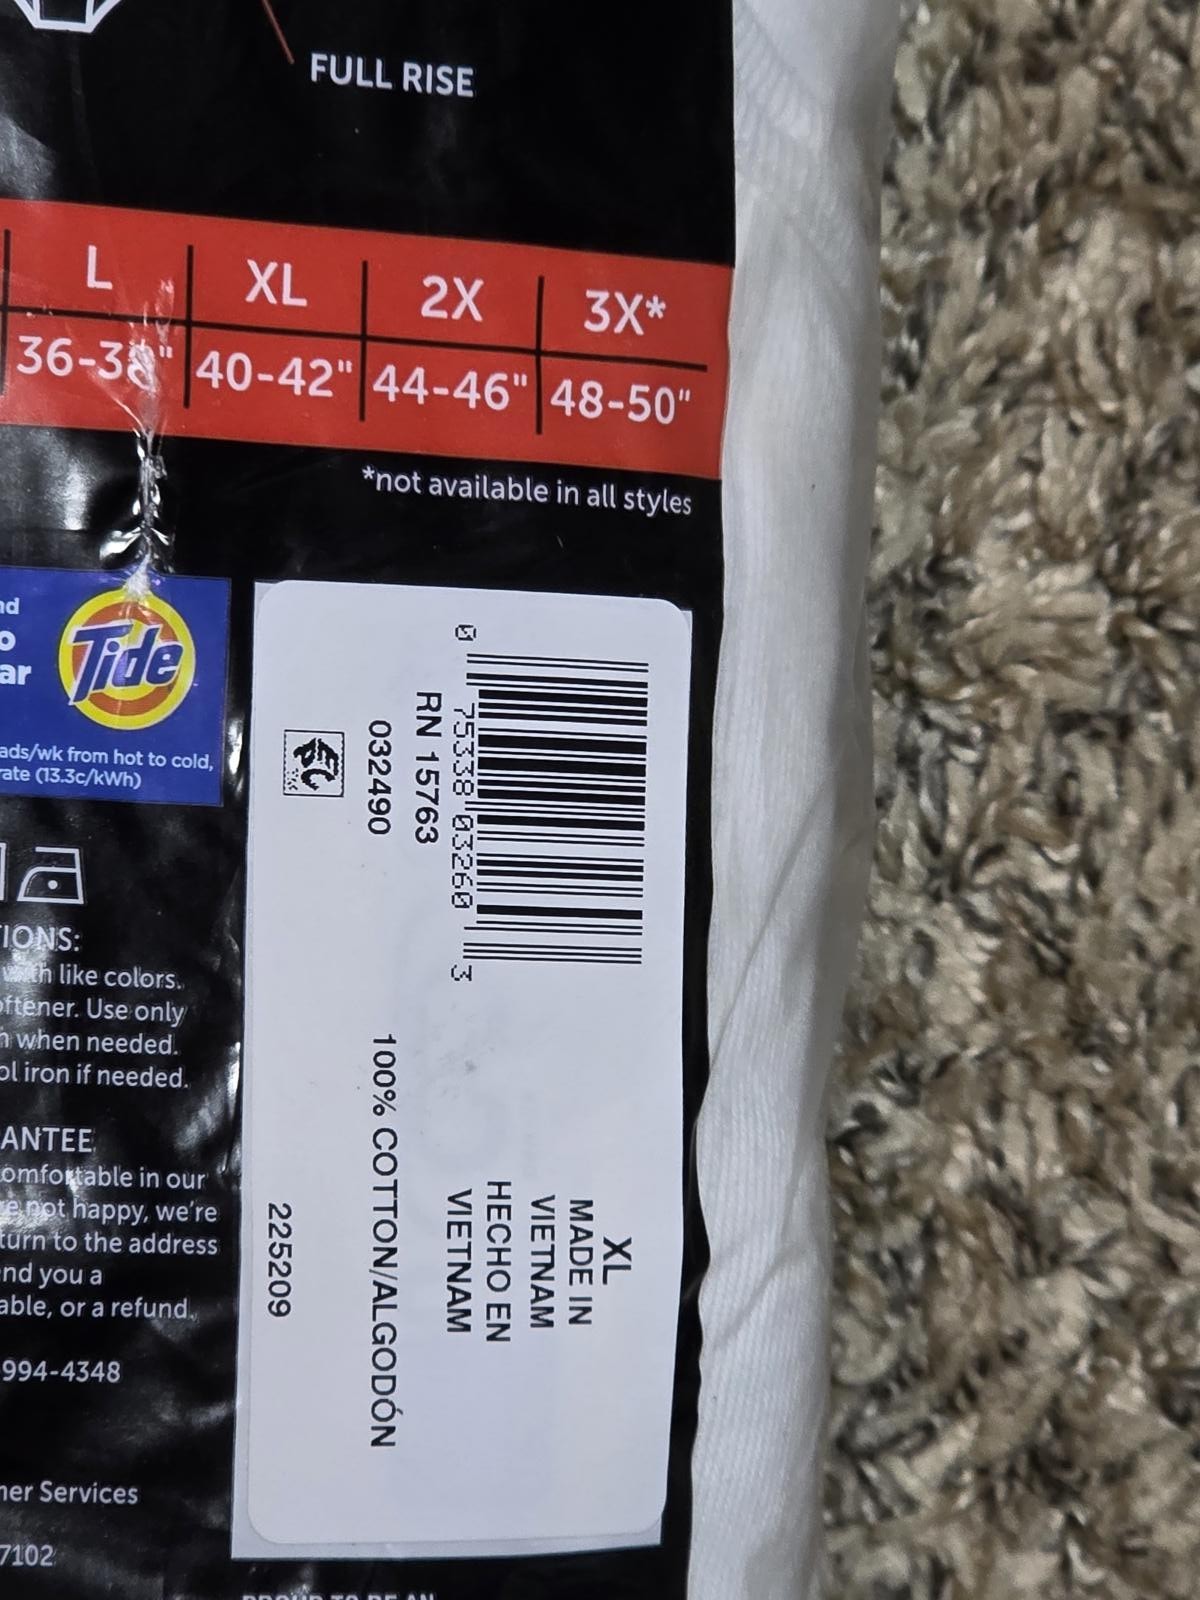 FULL RISE
L XL 2X 3X*
36-38" 40-42" 44-46" 48-50"
*not available in all styles
Tide
ar
ads/wk from hot to cold,
rate (13.3c/kWh)
IONS:
with like colors.
oftener. Use only
when needed.
ol iron if needed.
ANTEE
omfortable in our
e not happy, we're
turn to the address
nd you a
able, or a refund.
994-4348
ner Services
7102
0 75338 03260 3
RN 15763
032490
XL
MADE IN
VIETNAM
HECHO EN
VIETNAM
100% COTTON/ALGODÓN
225209